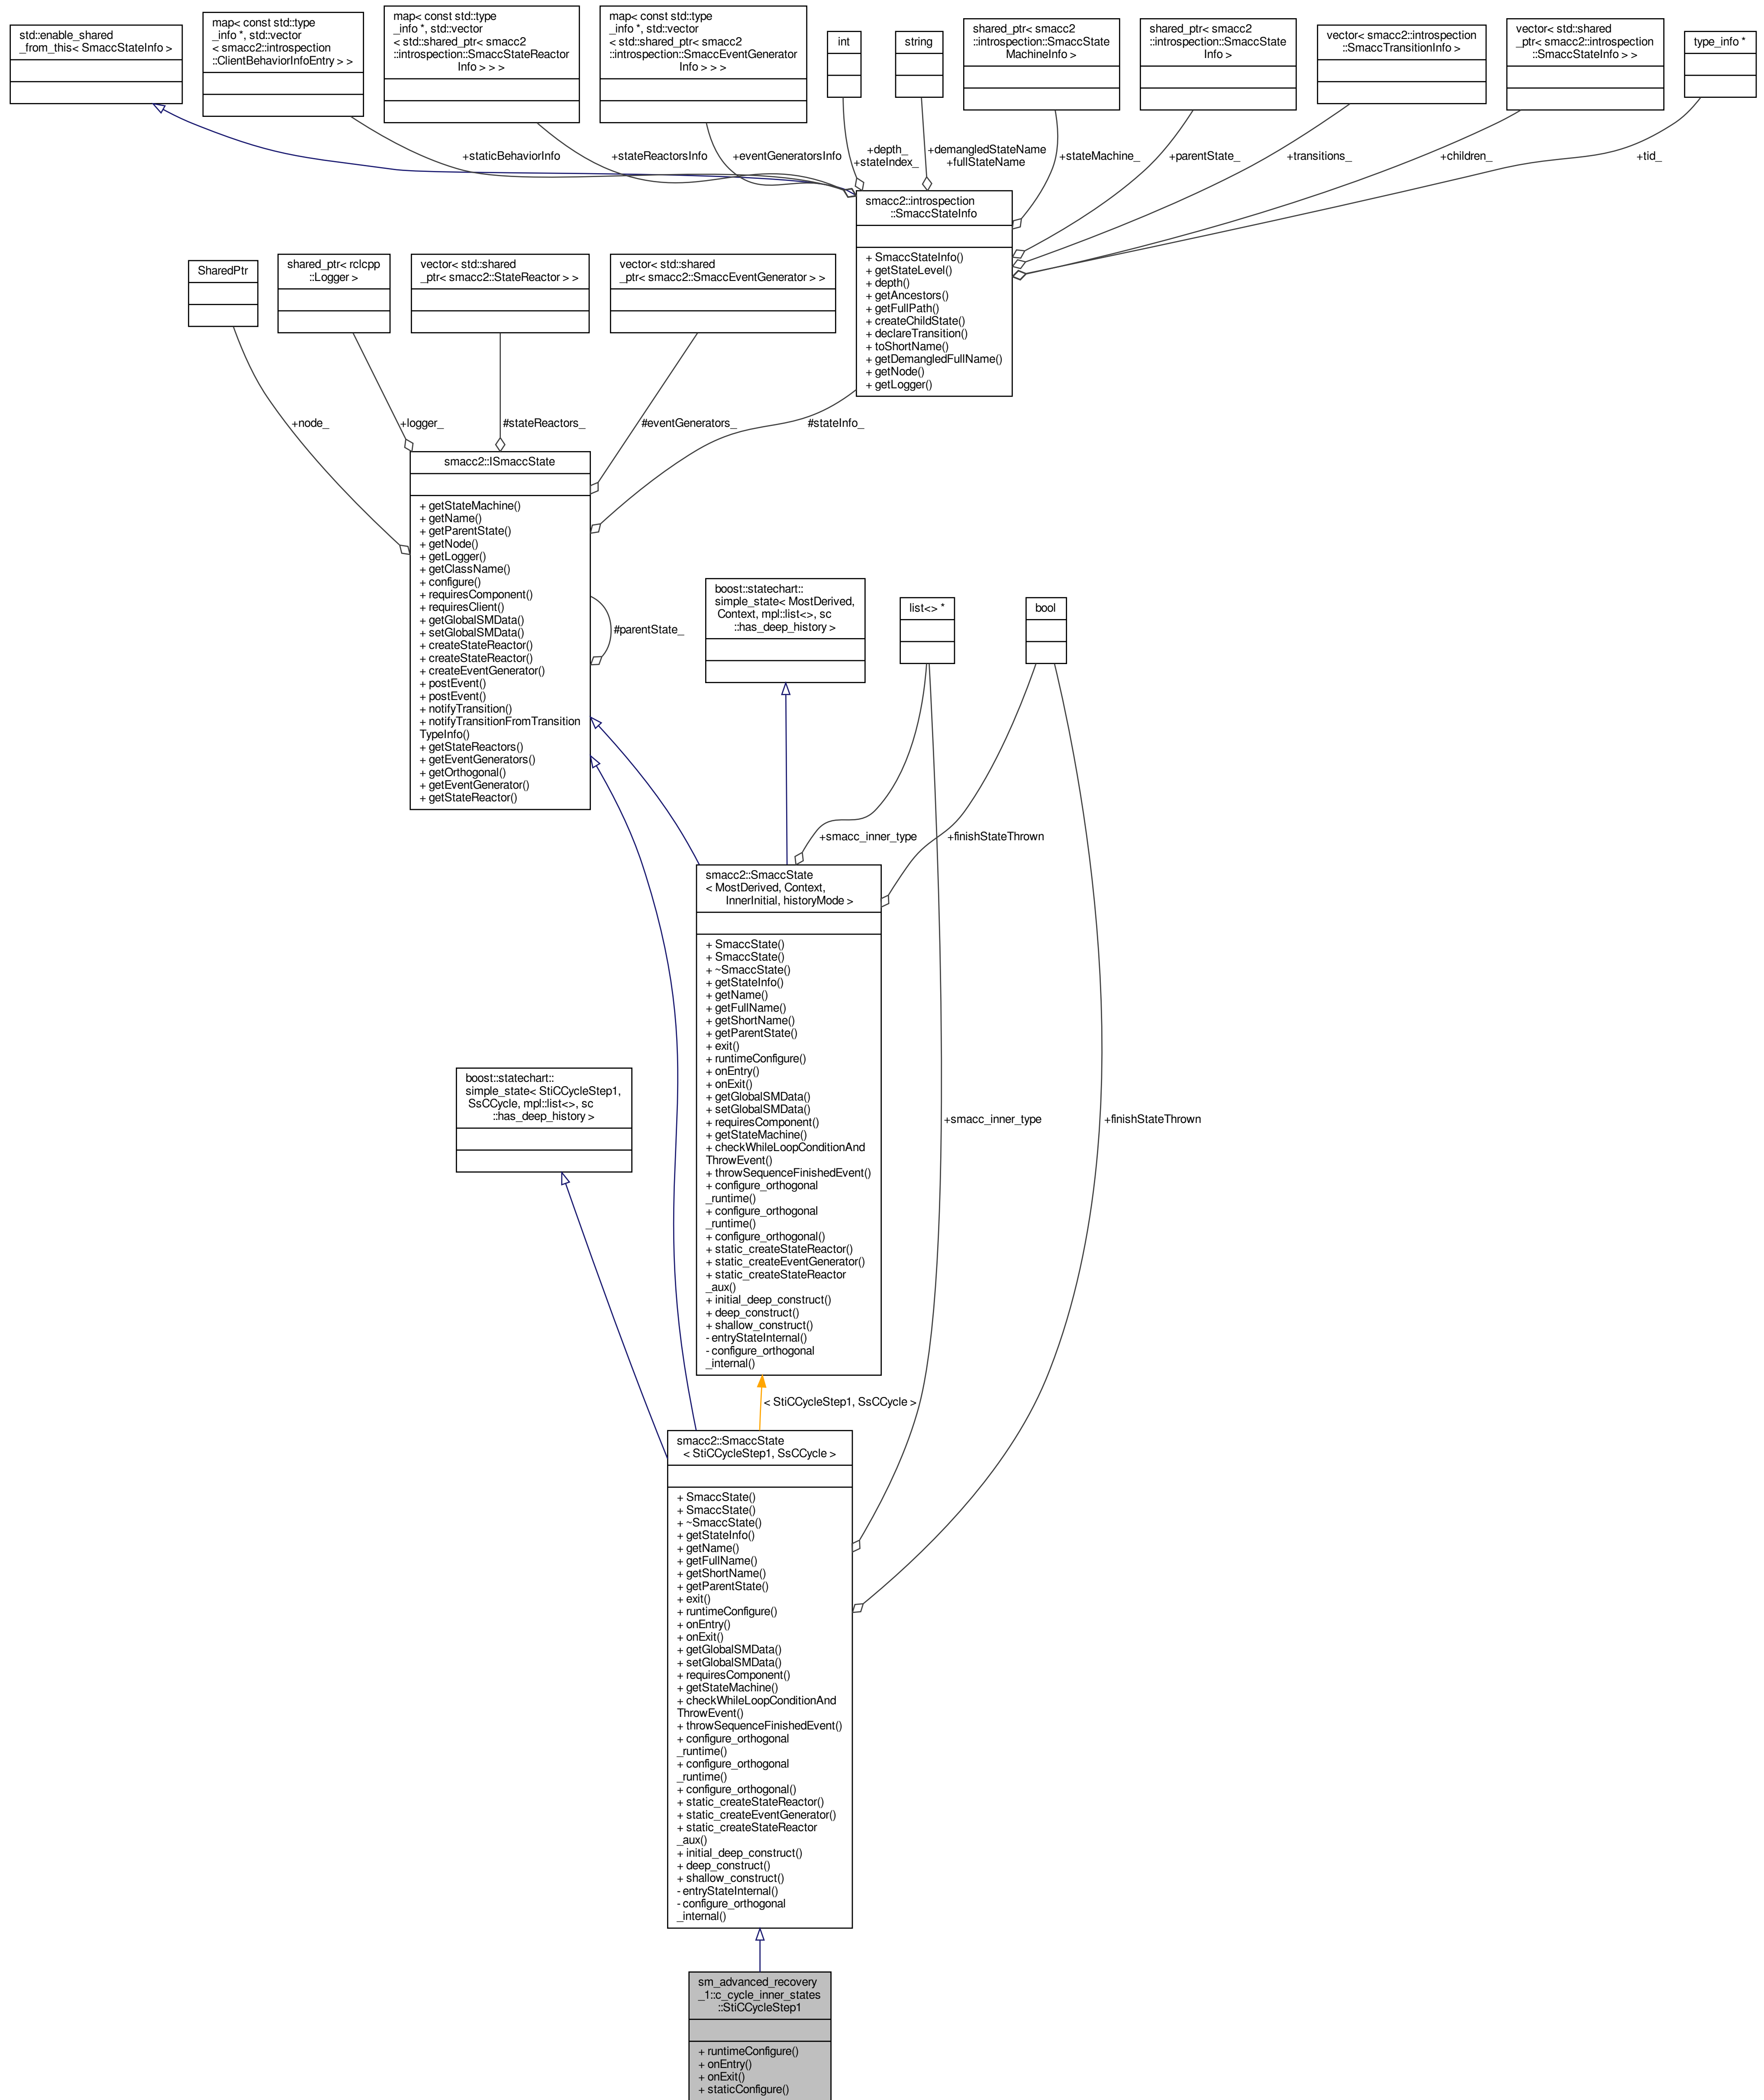 std::enable_shared
_from_this< SmaccStateInfo >
map< const std::type
_info *, std::vector
< smacc2::introspection
::ClientBehaviorInfoEntry > >
map< const std::type
_info *, std::vector
< std::shared_ptr< smacc2
::introspection::SmaccStateReactor
Info > > >
map< const std::type
_info *, std::vector
< std::shared_ptr< smacc2
::introspection::SmaccEventGenerator
Info > > >
int
string
shared_ptr< smacc2
::introspection::SmaccState
MachineInfo >
shared_ptr< smacc2
::introspection::SmaccState
Info >
vector< smacc2::introspection
::SmaccTransitionInfo >
vector< std::shared
_ptr< smacc2::introspection
::SmaccStateInfo > >
type_info *
+staticBehaviorInfo
+stateReactorsInfo
+eventGeneratorsInfo
+depth_
+stateIndex_
+demangledStateName
+fullStateName
+stateMachine_
+parentState_
+transitions_
+children_
+tid_
smacc2::introspection
::SmaccStateInfo
+ SmaccStateInfo()
+ getStateLevel()
+ depth()
+ getAncestors()
+ getFullPath()
+ createChildState()
+ declareTransition()
+ toShortName()
+ getDemangledFullName()
+ getNode()
+ getLogger()
SharedPtr
shared_ptr< rclcpp
::Logger >
vector< std::shared
_ptr< smacc2::StateReactor > >
vector< std::shared
_ptr< smacc2::SmaccEventGenerator > >
+node_
+logger_
#stateReactors_
#eventGenerators_
#stateInfo_
smacc2::ISmaccState
+ getStateMachine()
+ getName()
+ getParentState()
+ getNode()
+ getLogger()
+ getClassName()
+ configure()
+ requiresComponent()
+ requiresClient()
+ getGlobalSMData()
+ setGlobalSMData()
+ createStateReactor()
+ createStateReactor()
+ createEventGenerator()
+ postEvent()
+ postEvent()
+ notifyTransition()
+ notifyTransitionFromTransition
TypeInfo()
+ getStateReactors()
+ getEventGenerators()
+ getOrthogonal()
+ getEventGenerator()
+ getStateReactor()
#parentState_
boost::statechart::
simple_state< MostDerived,
Context, mpl::list<>, sc
::has_deep_history >
list<> *
bool
+smacc_inner_type
+finishStateThrown
smacc2::SmaccState
< MostDerived, Context,
InnerInitial, historyMode >
+ SmaccState()
+ SmaccState()
+ ~SmaccState()
+ getStateInfo()
+ getName()
+ getFullName()
+ getShortName()
+ getParentState()
+ exit()
+ runtimeConfigure()
+ onEntry()
+ onExit()
+ getGlobalSMData()
+ setGlobalSMData()
+ requiresComponent()
+ getStateMachine()
+ checkWhileLoopConditionAnd
ThrowEvent()
+ throwSequenceFinishedEvent()
+ configure_orthogonal
_runtime()
+ configure_orthogonal
_runtime()
+ configure_orthogonal()
+ static_createStateReactor()
+ static_createEventGenerator()
+ static_createStateReactor
_aux()
+ initial_deep_construct()
+ deep_construct()
+ shallow_construct()
- entryStateInternal()
- configure_orthogonal
_internal()
boost::statechart::
simple_state< StiCCycleStep1,
SsCCycle, mpl::list<>, sc
::has_deep_history >
+smacc_inner_type
+finishStateThrown
< StiCCycleStep1, SsCCycle >
smacc2::SmaccState
< StiCCycleStep1, SsCCycle >
+ SmaccState()
+ SmaccState()
+ ~SmaccState()
+ getStateInfo()
+ getName()
+ getFullName()
+ getShortName()
+ getParentState()
+ exit()
+ runtimeConfigure()
+ onEntry()
+ onExit()
+ getGlobalSMData()
+ setGlobalSMData()
+ requiresComponent()
+ getStateMachine()
+ checkWhileLoopConditionAnd
ThrowEvent()
+ throwSequenceFinishedEvent()
+ configure_orthogonal
_runtime()
+ configure_orthogonal
_runtime()
+ configure_orthogonal()
+ static_createStateReactor()
+ static_createEventGenerator()
+ static_createStateReactor
_aux()
+ initial_deep_construct()
+ deep_construct()
+ shallow_construct()
- entryStateInternal()
- configure_orthogonal
_internal()
sm_advanced_recovery
_1::c_cycle_inner_states
::StiCCycleStep1
+ runtimeConfigure()
+ onEntry()
+ onExit()
+ staticConfigure()